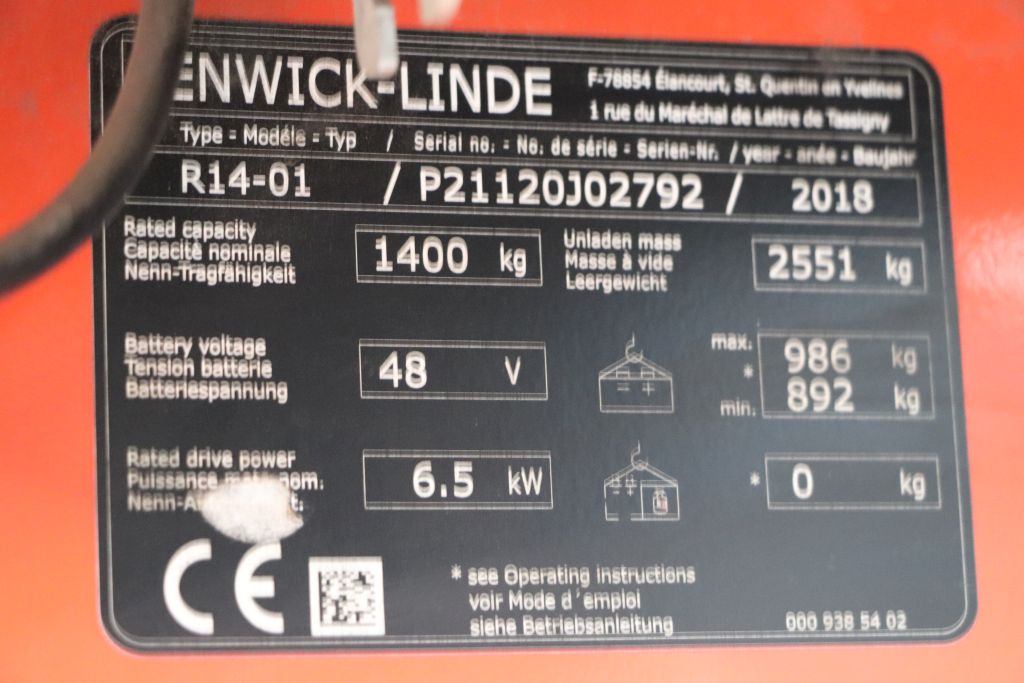 ENWICK-LINDE
F-78854 Élancourt, St. Quentin en Yvelines
1 rue du Maréchal de Lattre de Tassigny
Type - Modéle - Typ / Serial no. - No. de série - Serien-Nr. / year - anée - Baujahr
R14-01 / P21120J02792 / 2018
Rated capacity
Capacité nominale
Nenn-Tragfähigkeit
1400 kg
Unladen mass
Masse à vide
Leergewicht
2551 kg
Battery voltage
Tension batterie
Batteriespannung
48 V
max.
*
min.
986 kg
892 kg
Rated drive power
Puissance nom.
6.5 kW
* 0 kg
CE
* see Operating instructions
voir Mode d´emploi
siehe Betriebsanleitung
000 938 54 02